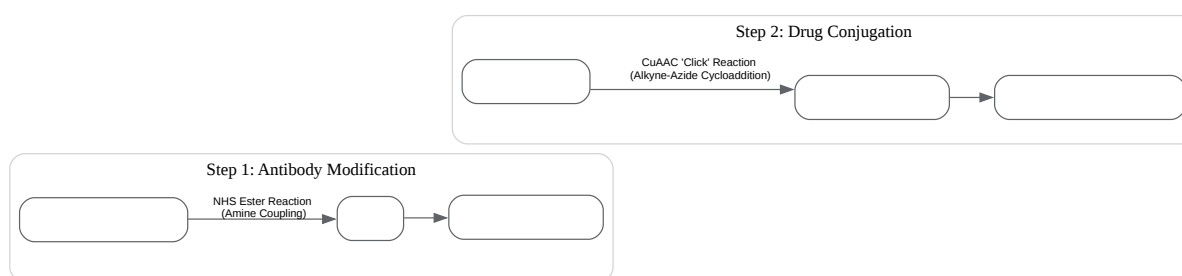 Step 2: Drug Conjugation
CuAAC 'Click' Reaction
(Alkyne-Azide Cycloaddition)
Step 1: Antibody Modification
NHS Ester Reaction
(Amine Coupling)